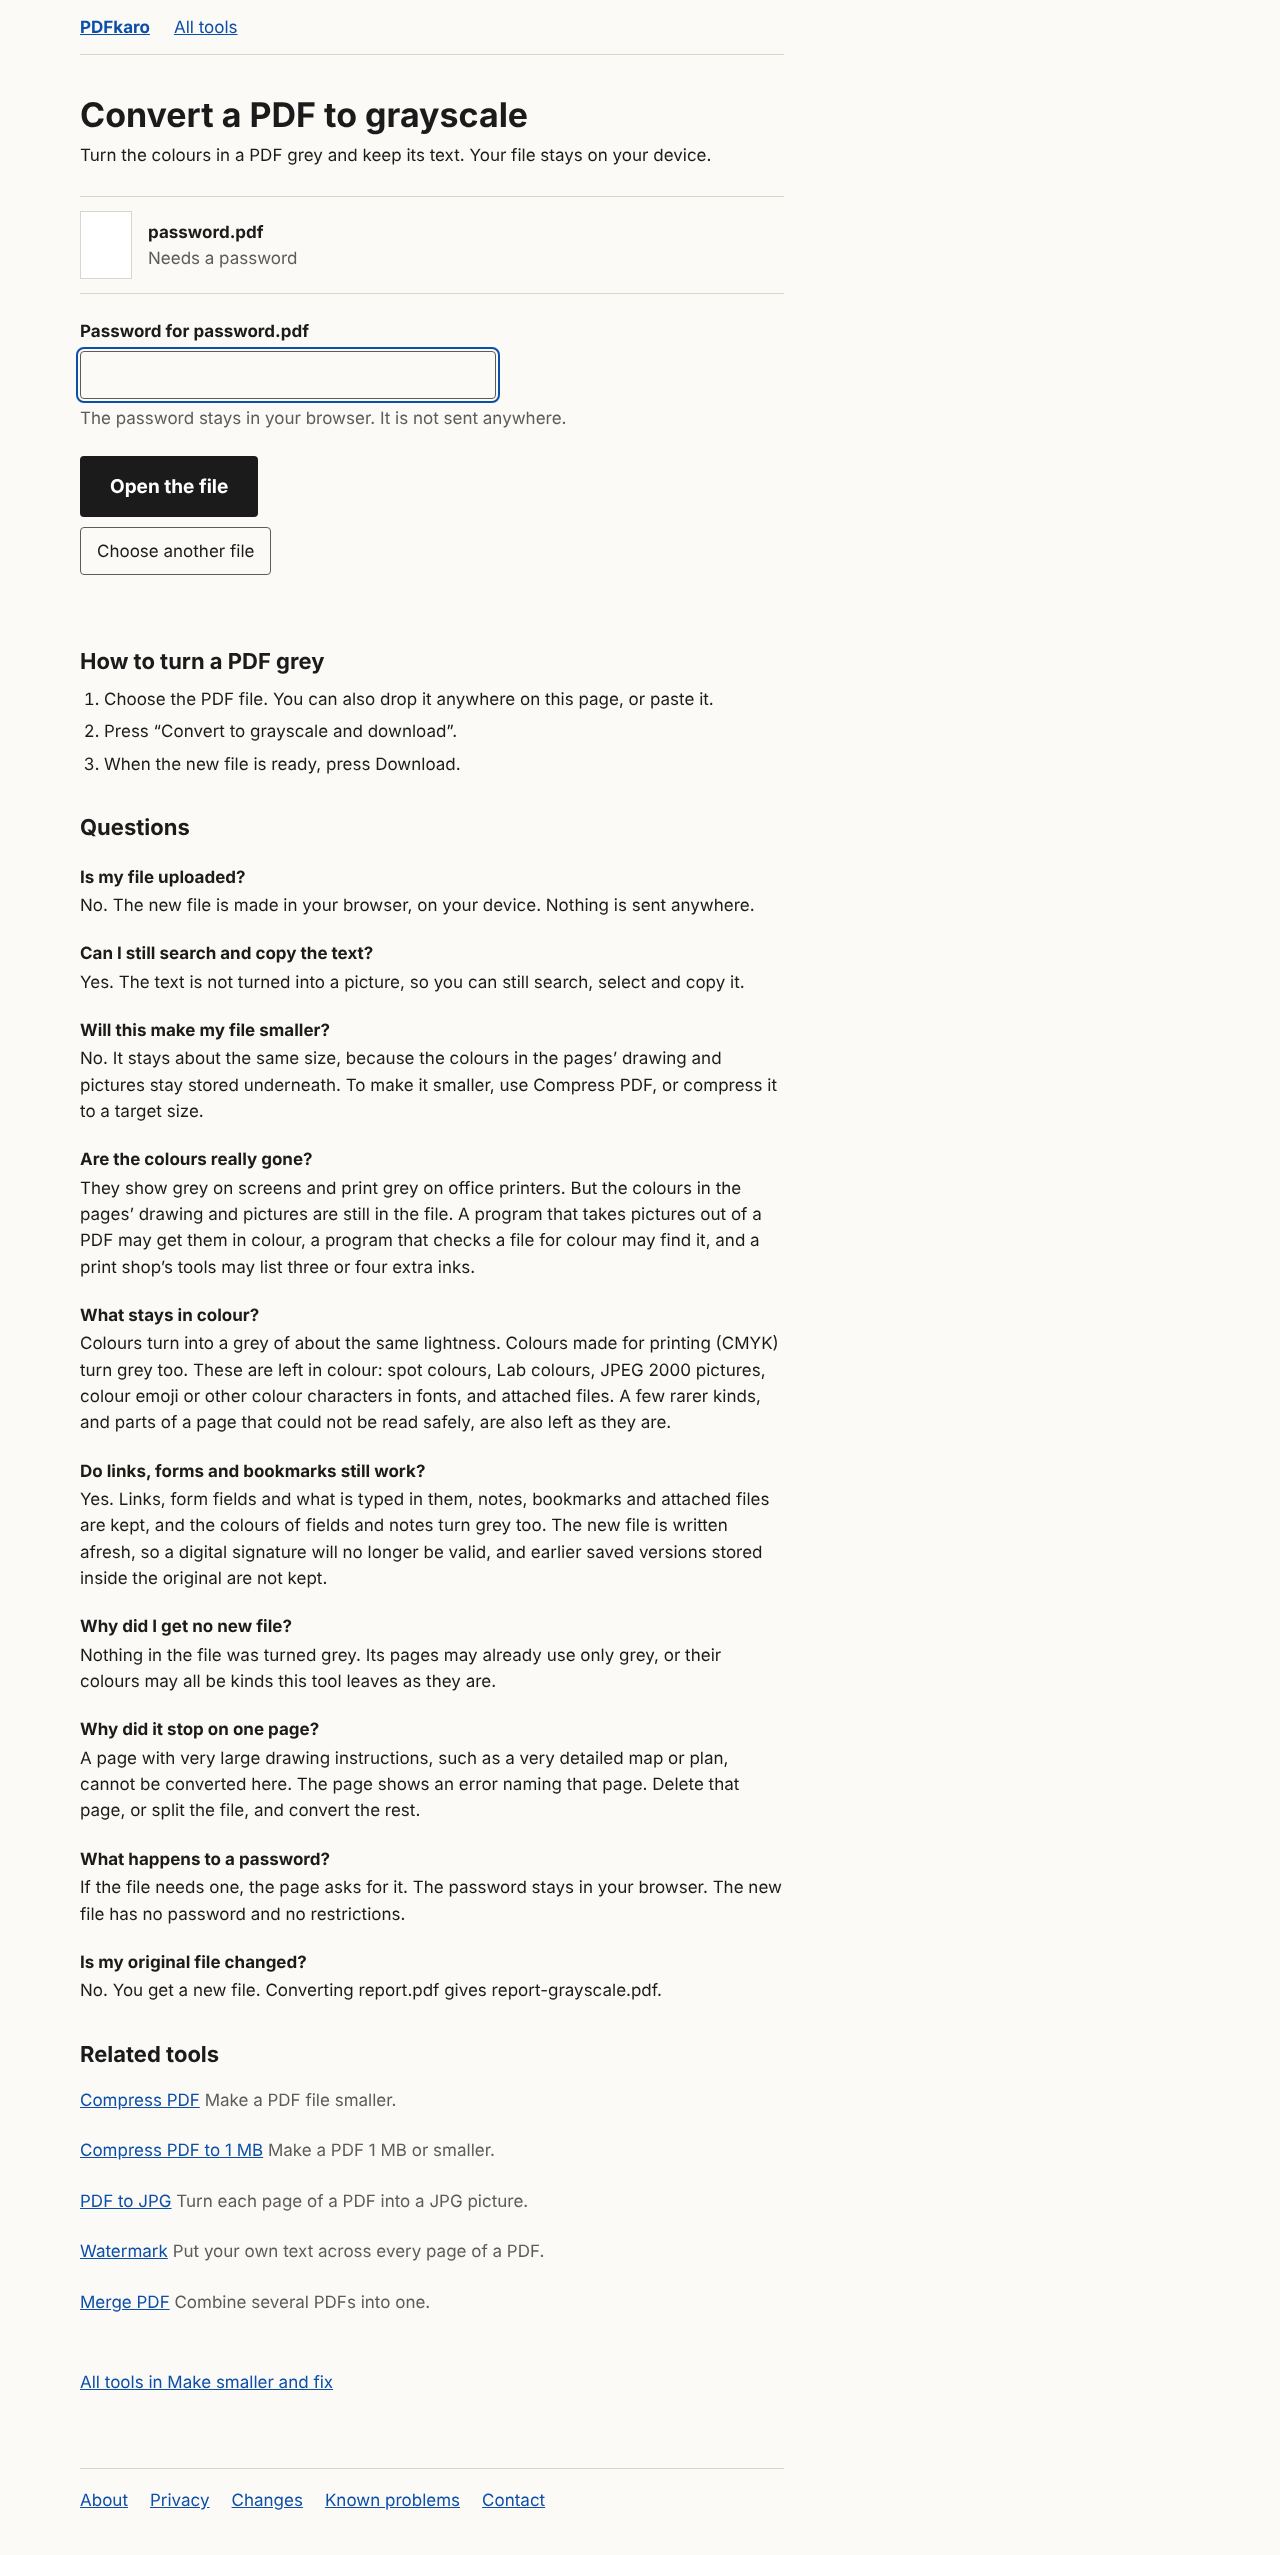 PDFkaro All tools
Convert a PDF to grayscale
Turn the colours in a PDF grey and keep its text. Your file stays on your device.
password.pdf
Needs a password
Password for password.pdf
The password stays in your browser. It is not sent anywhere.
Open the file
Choose another file
How to turn a PDF grey
1. Choose the PDF file. You can also drop it anywhere on this page, or paste it.
2. Press “Convert to grayscale and download”.
3. When the new file is ready, press Download.
Questions
Is my file uploaded?
No. The new file is made in your browser, on your device. Nothing is sent anywhere.
Can I still search and copy the text?
Yes. The text is not turned into a picture, so you can still search, select and copy it.
Will this make my file smaller?
No. It stays about the same size, because the colours in the pages’ drawing and
pictures stay stored underneath. To make it smaller, use Compress PDF, or compress it
to a target size.
Are the colours really gone?
They show grey on screens and print grey on office printers. But the colours in the
pages’ drawing and pictures are still in the file. A program that takes pictures out of a
PDF may get them in colour, a program that checks a file for colour may find it, and a
print shop’s tools may list three or four extra inks.
What stays in colour?
Colours turn into a grey of about the same lightness. Colours made for printing (CMYK)
turn grey too. These are left in colour: spot colours, Lab colours, JPEG 2000 pictures,
colour emoji or other colour characters in fonts, and attached files. A few rarer kinds,
and parts of a page that could not be read safely, are also left as they are.
Do links, forms and bookmarks still work?
Yes. Links, form fields and what is typed in them, notes, bookmarks and attached files
are kept, and the colours of fields and notes turn grey too. The new file is written
afresh, so a digital signature will no longer be valid, and earlier saved versions stored
inside the original are not kept.
Why did I get no new file?
Nothing in the file was turned grey. Its pages may already use only grey, or their
colours may all be kinds this tool leaves as they are.
Why did it stop on one page?
A page with very large drawing instructions, such as a very detailed map or plan,
cannot be converted here. The page shows an error naming that page. Delete that
page, or split the file, and convert the rest.
What happens to a password?
If the file needs one, the page asks for it. The password stays in your browser. The new
file has no password and no restrictions.
Is my original file changed?
No. You get a new file. Converting report.pdf gives report-grayscale.pdf.
Related tools
Compress PDF Make a PDF file smaller.
Compress PDF to 1 MB Make a PDF 1 MB or smaller.
PDF to JPG Turn each page of a PDF into a JPG picture.
Watermark Put your own text across every page of a PDF.
Merge PDF Combine several PDFs into one.
All tools in Make smaller and fix
About Privacy Changes Known problems Contact